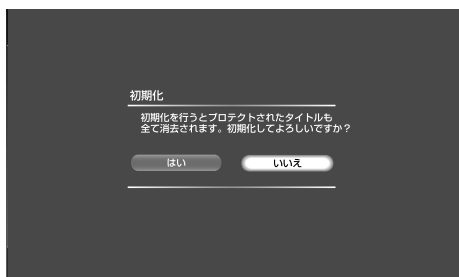 初期化
初期化を行うとプロテクトされたタイトルも
全て消去されます。初期化してよろしいですか？
はい
いいえ